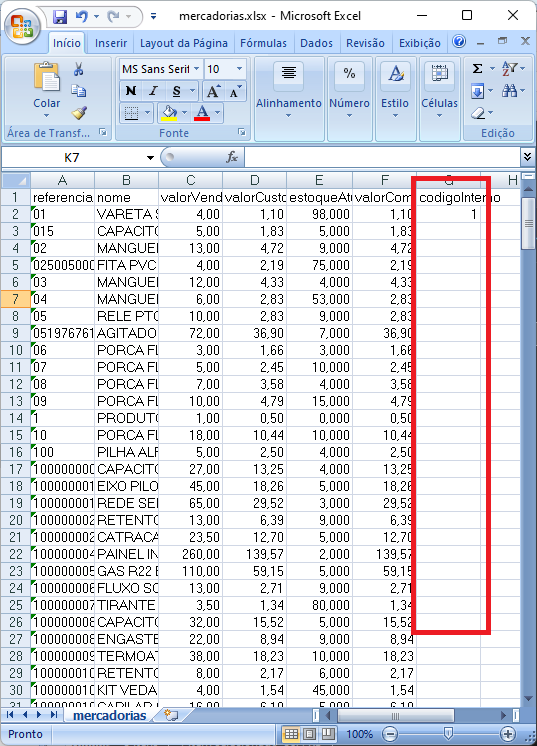 mercadorias.xlsx - Microsoft Excel
Início Inserir Layout da Página Fórmulas Dados Revisão Exibição
MS Sans Serif 10
Colar N I S A A Alinhamento Número Estilo Células Σ
Área de Transf... Fonte Edição
K7 fx
A B C D E F G H
1 referencia nome valorVend valorCusto estoqueAtu valorCom codigoInterno
2 01 VARETA S 4,00 1,10 98,000 1,10 1
3 015 CAPACITO 5,00 1,83 5,000 1,83
4 02 MANGUEI 13,00 4,72 9,000 4,72
5 025005000 FITA PVC 4,00 2,19 75,000 2,19
6 03 MANGUEI 12,00 4,33 4,000 4,33
7 04 MANGUEI 6,00 2,83 53,000 2,83
8 05 RELE PTC 10,00 2,83 9,000 2,83
9 051976761 AGITADO 72,00 36,90 7,000 36,90
10 06 PORCA FL 3,00 1,66 3,000 1,66
11 07 PORCA FL 5,00 2,45 10,000 2,45
12 08 PORCA FL 7,00 3,58 4,000 3,58
13 09 PORCA FL 10,00 4,79 15,000 4,79
14 1 PRODUTO 1,00 0,50 0,000 0,50
15 10 PORCA FL 18,00 10,44 10,000 10,44
16 100 PILHA ALF 5,00 2,50 4,000 2,50
17 100000000 CAPACITO 27,00 13,25 4,000 13,25
18 100000001 EIXO PILO 45,00 18,26 5,000 18,26
19 100000001 REDE SEI 65,00 29,52 3,000 29,52
20 100000002 RETENTO 13,00 6,39 9,000 6,39
21 100000002 CATRACA 23,50 12,70 5,000 12,70
22 100000004 PAINEL IN 260,00 139,57 2,000 139,57
23 100000005 GAS R22 E 110,00 59,15 5,000 59,15
24 100000006 FLUXO SO 13,00 2,71 9,000 2,71
25 100000007 TIRANTE 3,50 1,34 80,000 1,34
26 100000008 CAPACITO 32,00 15,52 5,000 15,52
27 100000008 ENGASTE 22,00 8,94 9,000 8,94
28 100000009 TERMOAT 38,00 18,23 10,000 18,23
29 100000010 RETENTO 8,00 2,17 6,000 2,17
30 100000010 KIT VEDA 4,00 1,54 45,000 1,54
mercadorias
Pronto 100%